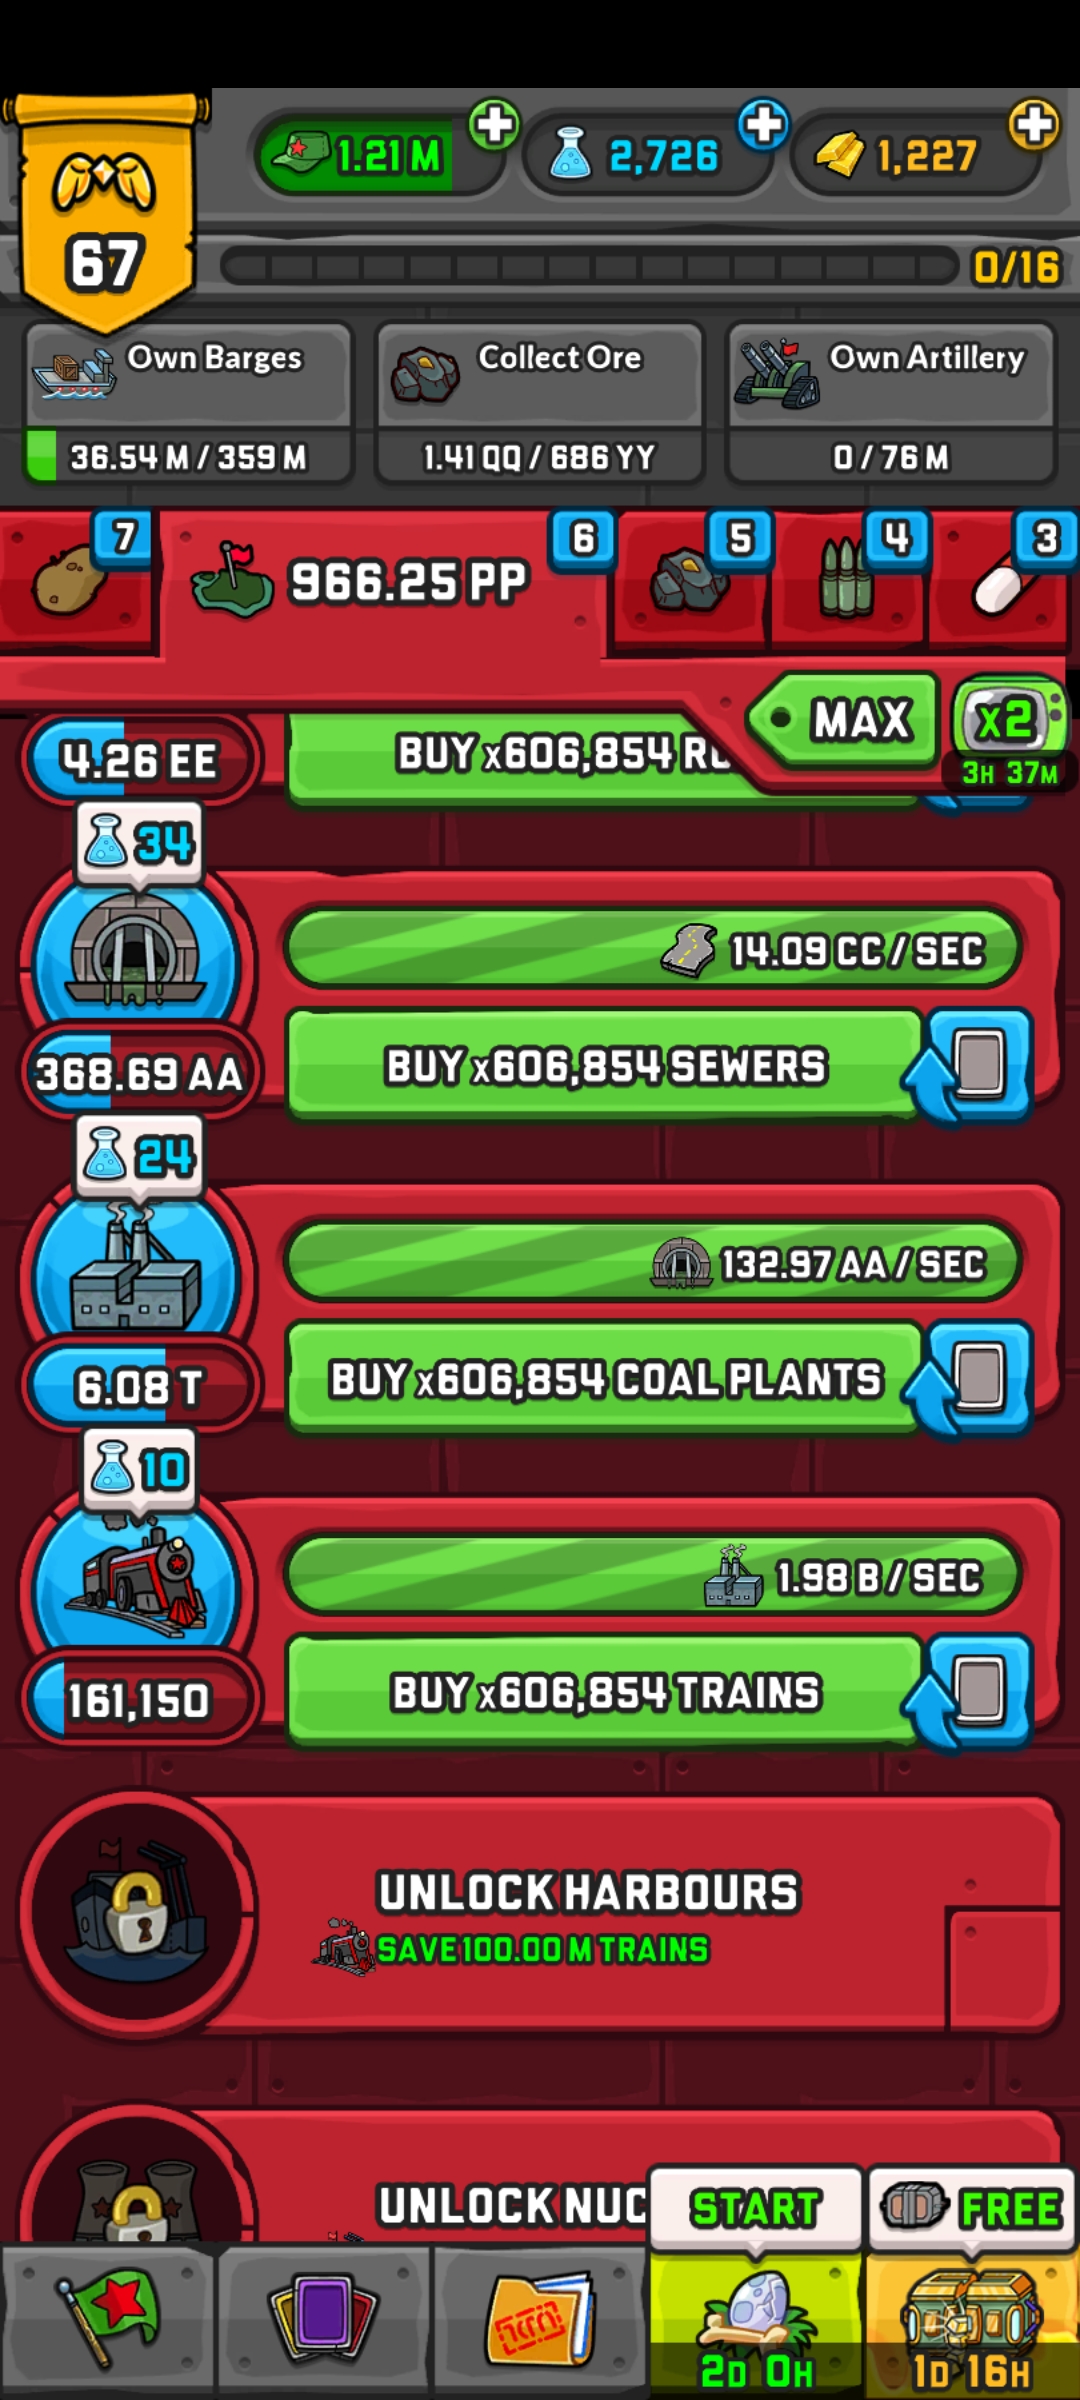 1.21 M
2,726
1,227
67
0/16
Own Barges
36.54 M / 359 M
Collect Ore
1.41 QQ / 686 YY
Own Artillery
0 / 76 M
7
966.25 PP
6
5
4
3
MAX
x2
3H 37M
4.26 EE
BUY x606,854
34
14.09 CC / SEC
368.69 AA
BUY x606,854 SEWERS
24
132.97 AA / SEC
6.08 T
BUY x606,854 COAL PLANTS
10
1.98 B / SEC
161,150
BUY x606,854 TRAINS
UNLOCK HARBOURS
SAVE 100.00 M TRAINS
UNLOCK NUC
START
FREE
2D 0H
1D 16H